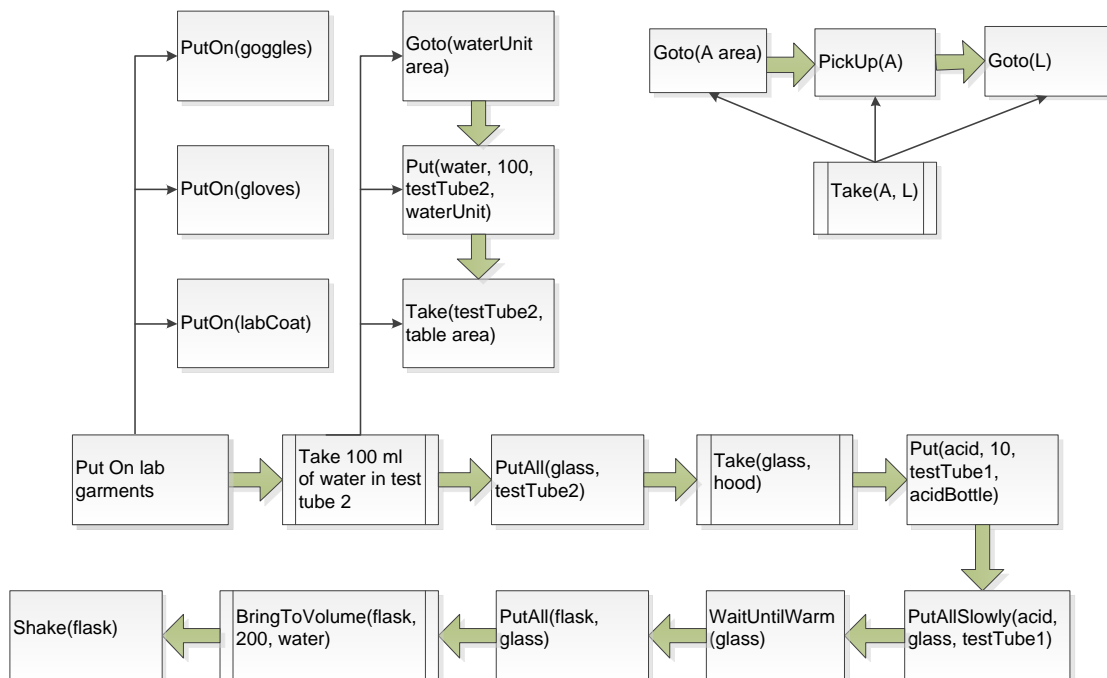 PutOn(goggles)
Goto(waterUnit
area)
Goto(A area)
PickUp(A)
Goto(L)
PutOn(gloves)
Put(water, 100,
testTube2,
waterUnit)
Take(A, L)
PutOn(labCoat)
Take(testTube2,
table area)
Put On lab
garments
Take 100 ml
of water in test
tube 2
PutAll(glass,
testTube2)
Take(glass,
hood)
Put(acid, 10,
testTube1,
acidBottle)
Shake(flask)
BringToVolume(flask,
200, water)
PutAll(flask,
glass)
WaitUntilWarm
(glass)
PutAllSlowly(acid,
glass, testTube1)